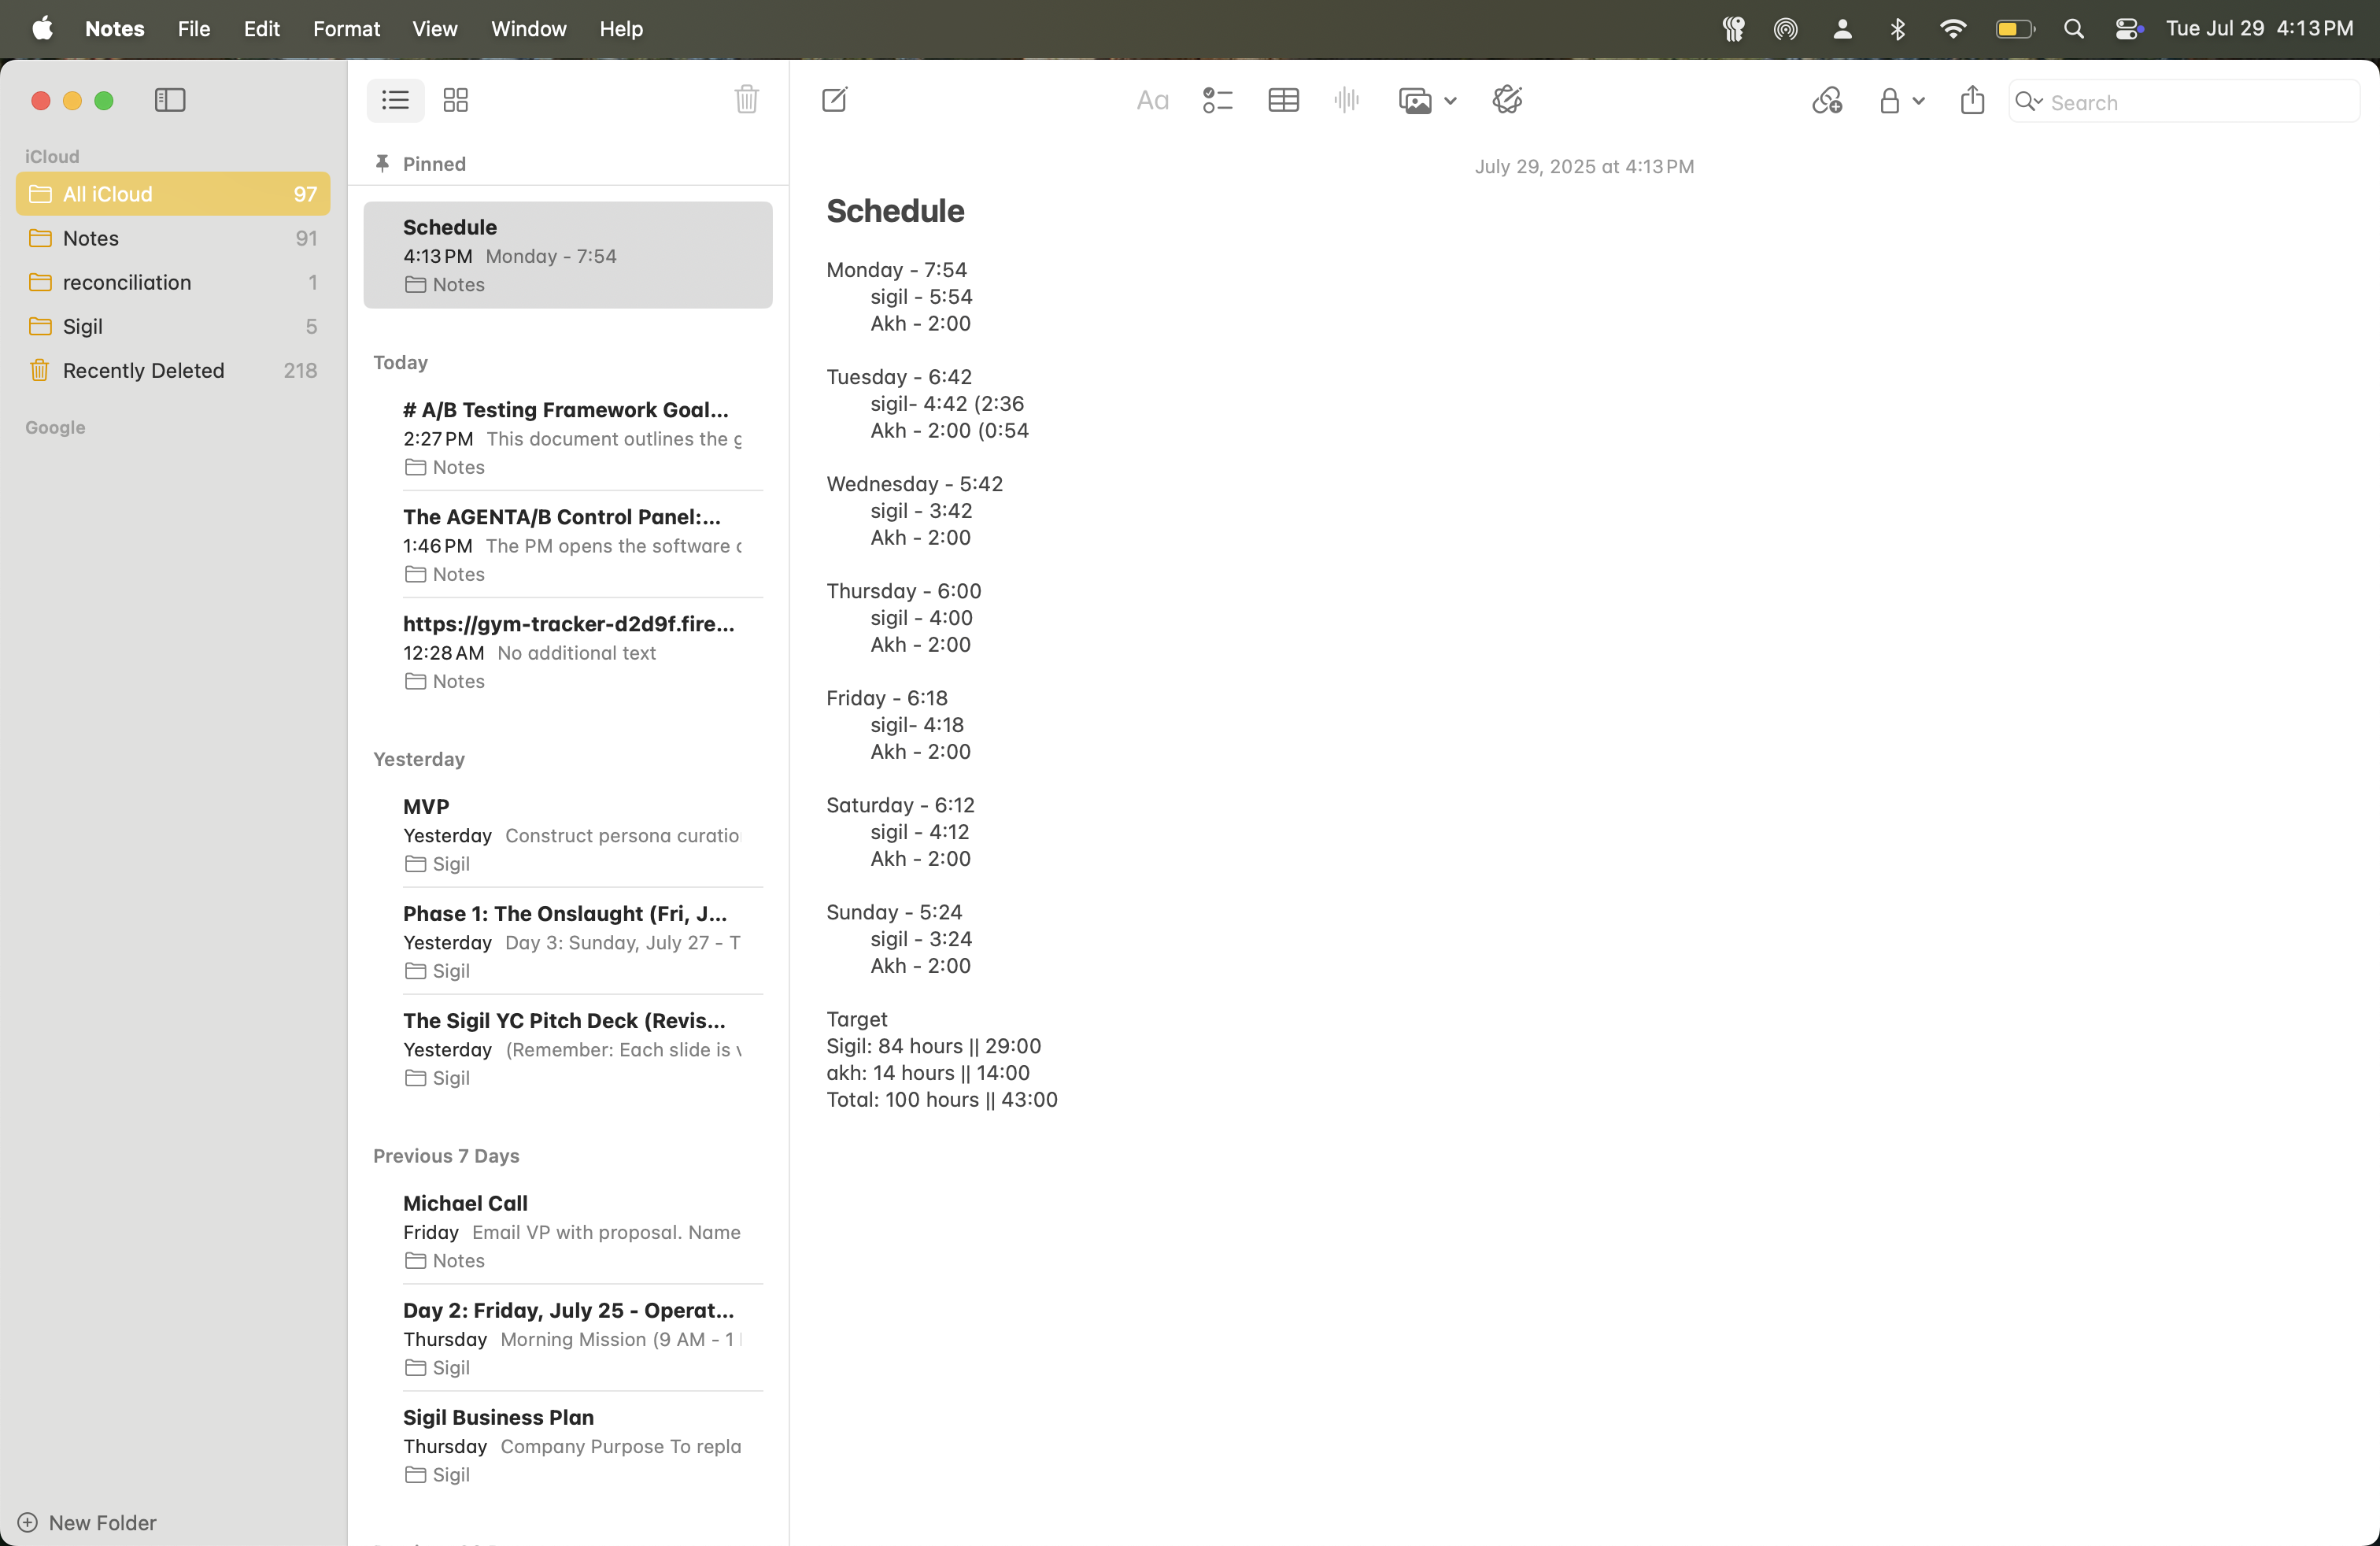 Notes File Edit Format View Window Help Tue Jul 29 4:13 PM
iCloud
All iCloud 97
Notes 91
reconciliation 1
Sigil 5
Recently Deleted 218
Google
New Folder
Pinned
Schedule
4:13 PM Monday - 7:54
Notes
Today
# A/B Testing Framework Goal...
2:27 PM This document outlines the g
Notes
The AGENTA/B Control Panel:...
1:46 PM The PM opens the software
Notes
https://gym-tracker-d2d9f.fire...
12:28 AM No additional text
Notes
Yesterday
MVP
Yesterday Construct persona curatio
Sigil
Phase 1: The Onslaught (Fri, J...
Yesterday Day 3: Sunday, July 27 - T
Sigil
The Sigil YC Pitch Deck (Revis...
Yesterday (Remember: Each slide is v
Sigil
Previous 7 Days
Michael Call
Friday Email VP with proposal. Name
Notes
Day 2: Friday, July 25 - Operat...
Thursday Morning Mission (9 AM - 1
Sigil
Sigil Business Plan
Thursday Company Purpose To repla
Sigil
Aa
Search
July 29, 2025 at 4:13 PM
Schedule
Monday - 7:54
sigil - 5:54
Akh - 2:00
Tuesday - 6:42
sigil- 4:42 (2:36
Akh - 2:00 (0:54
Wednesday - 5:42
sigil - 3:42
Akh - 2:00
Thursday - 6:00
sigil - 4:00
Akh - 2:00
Friday - 6:18
sigil- 4:18
Akh - 2:00
Saturday - 6:12
sigil - 4:12
Akh - 2:00
Sunday - 5:24
sigil - 3:24
Akh - 2:00
Target
Sigil: 84 hours || 29:00
akh: 14 hours || 14:00
Total: 100 hours || 43:00